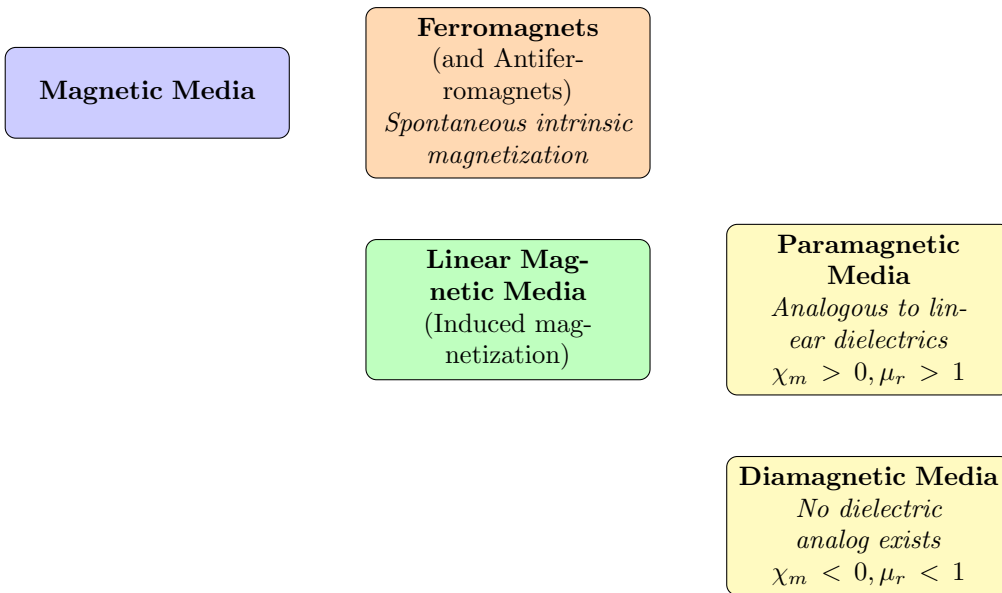 Magnetic Media
Ferromagnets
(and Antifer-
romagnets)
Spontaneous intrinsic
magnetization
Linear Mag-
netic Media
(Induced mag-
netization)
Paramagnetic
Media
Analogous to lin-
ear dielectrics
χₘ > 0, μᵣ > 1
Diamagnetic Media
No dielectric
analog exists
χₘ < 0, μᵣ < 1